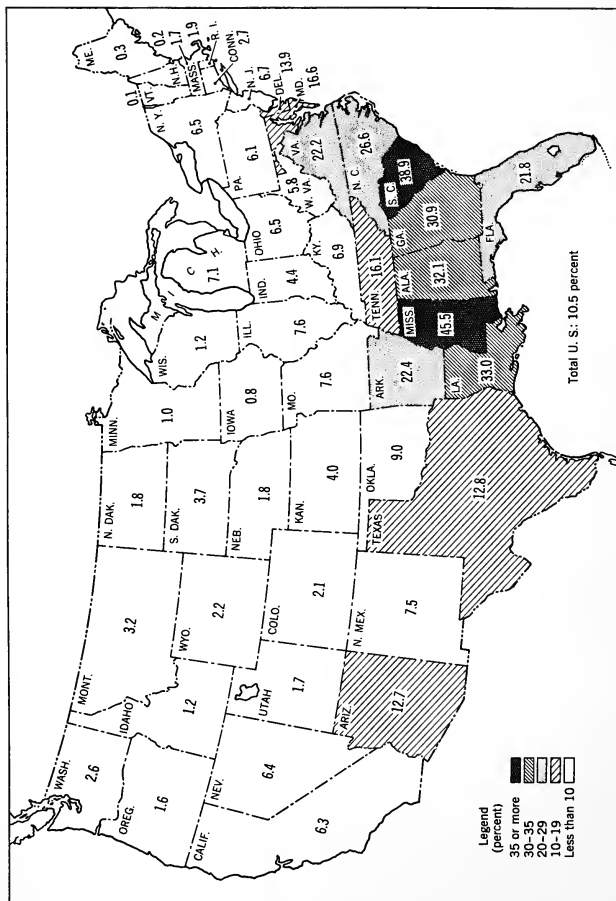 WASH.
2.6
OREG.
1.6
CALIF.
6.3
NEV.
6.4
IDAHO
1.2
MONT.
3.2
WYO.
2.2
UTAH
1.7
COLO.
2.1
ARIZ.
12.7
N. MEX.
7.5
N. DAK.
1.8
S. DAK.
3.7
NEB.
1.8
KAN.
4.0
OKLA.
9.0
TEXAS
12.8
MINN.
1.0
IOWA
0.8
MO.
7.6
ARK.
22.4
LA.
33.0
WIS.
1.2
ILL.
7.6
M I C H
7.1
IND.
4.4
OHIO
6.5
KY.
6.9
TENN.
16.1
MISS.
45.5
ALA.
32.1
GA.
30.9
FLA.
21.8
S. C.
38.9
N. C.
26.6
VA.
22.2
W. VA.
5.8
PA.
6.1
N. Y.
6.5
VT.
0.1
N.H.
0.2
ME.
0.3
MASS.
1.7
R. I.
1.9
CONN.
2.7
N. J.
6.7
DEL.
13.9
MD.
16.6
Legend
(percent)
35 or more
30–35
20–29
10–19
Less than 10
Total U. S.: 10.5 percent